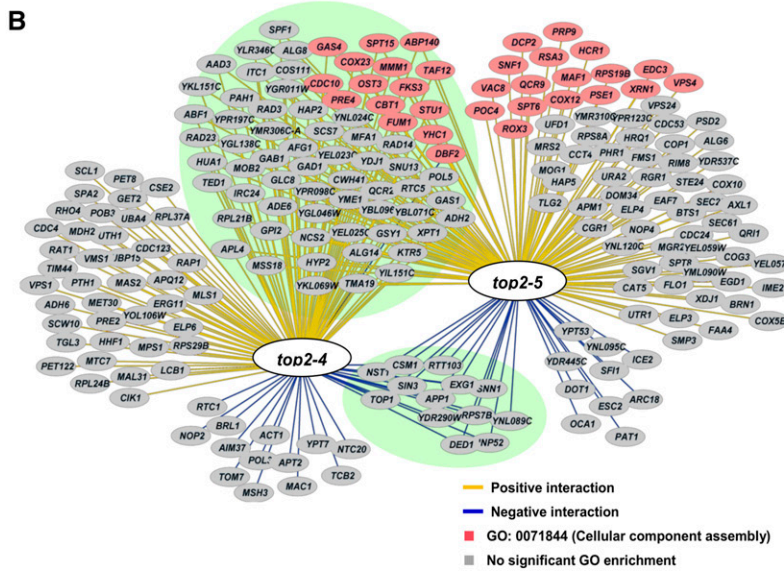 B
SPF1
YLR346C
ALG8
GAS4
SPT15
ABP140
AAD3
ITC1
COS111
COX23
MMM1
TAF12
YKL151C
YGR011W
CDC10
OST3
FKS3
PAH1
RAD3
HAP2
PRE4
CBT1
STU1
ABF1
YPR197C
YNL024C
FUM1
YHC1
YMR306C-A
SCS7
MFA1
RAD14
DBF2
RAD23
YGL138C
AFG1
HUA1
GAB1
YEL023C
YDJ1
SNU13
MOB2
GAD1
POL5
TED1
GLC8
CWH41
RTC5
IRC24
YPR098C
YME1
GAS1
ADE6
YBL071C
RPL21B
YGL046W
ADH2
GPI2
YEL025C
GSY1
XPT1
NCS2
APL4
ALG14
KTR5
MSS18
HYP2
YIL151C
YKL069W
TMA19
PRP9
DCP2
HCR1
SNF1
RSA3
EDC3
MAF1
RPS19B
VAC8
QCR9
XRN1
VPS4
COX12
PSE1
POC4
SPT6
VPS24
ROX3
YPR123C
UFD1
CDC53
PSD2
RPS8A
HRQ1
MRS2
COP1
ALG6
CCT4
PHR1
FMS1
RIM8
YDR537C
MOG1
URA2
RGR1
STE24
COX10
HAP5
DOM34
EAF7
AXL1
TLG2
APM1
ELP4
BTS1
CGR1
NOP4
SEC61
CDC24
QRI1
YNL120C
YEL059W
COG3
SGV1
YML090W
EGD1
IME2
CAT5
FLO1
XDJ1
BRN1
UTR1
ELP3
FAA4
SMP3
SCL1
PET8
CSE2
SPA2
GET2
RHO4
POB3
UBA4
RPL37A
CDC4
MDH2
UTH1
CDC123
RAT1
VMS1
RAP1
TIM44
MAS2
APQ12
VPS1
PTH1
MLS1
ERG11
ADH6
MET30
YOL106W
SCW10
PRE2
ELP6
TGL3
HHF1
MPS1
RPS29B
PET122
MTC7
LCB1
RPL24B
MAL31
CIK1
top2-5
top2-4
CSM1
RTT103
SIN3
EXG1
SNN1
TOP1
APP1
YDR290W
RPS7B
YNL089C
DED1
YPT53
YNL095C
ICE2
YDR445C
SFI1
DOT1
ARC18
ESC2
OCA1
PAT1
RTC1
BRL1
NOP2
ACT1
YPT7
NTC20
AIM37
APT2
TCB2
TOM7
MSH3
MAC1
Positive interaction
Negative interaction
GO: 0071844 (Cellular component assembly)
No significant GO enrichment